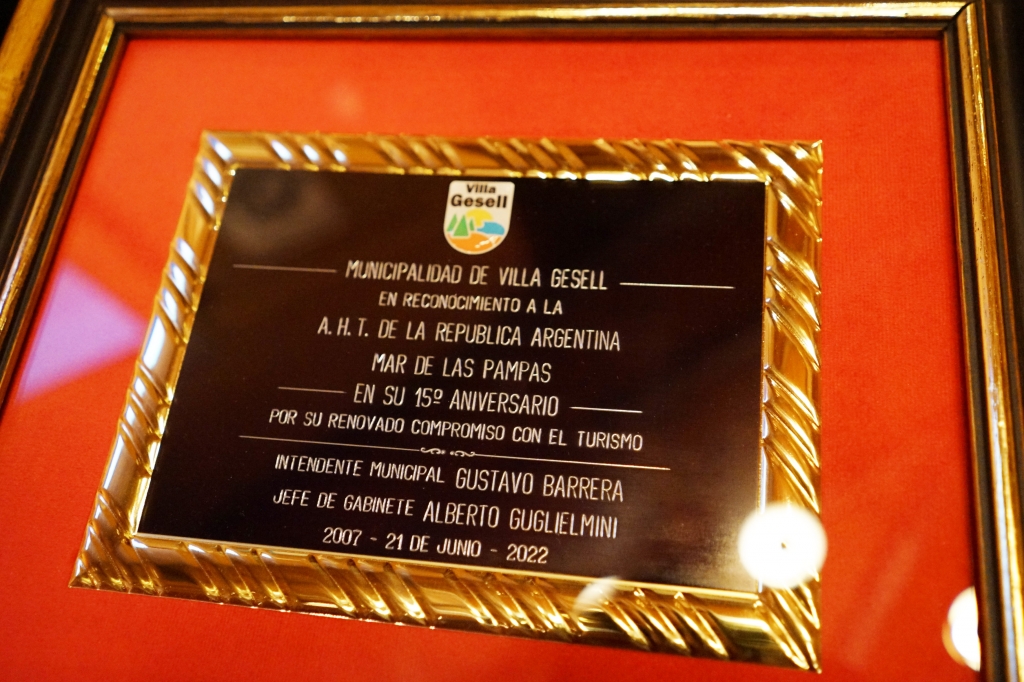 Villa
Gesell
MUNICIPALIDAD DE VILLA GESELL
EN RECONOCIMIENTO A LA
A.H.T. DE LA REPUBLICA ARGENTINA
MAR DE LAS PAMPAS
EN SU 15º ANIVERSARIO
POR SU RENOVADO COMPROMISO CON EL TURISMO
INTENDENTE MUNICIPAL GUSTAVO BARRERA
JEFE DE GABINETE ALBERTO GUGLIELMINI
2007 - 21 DE JUNIO - 2022